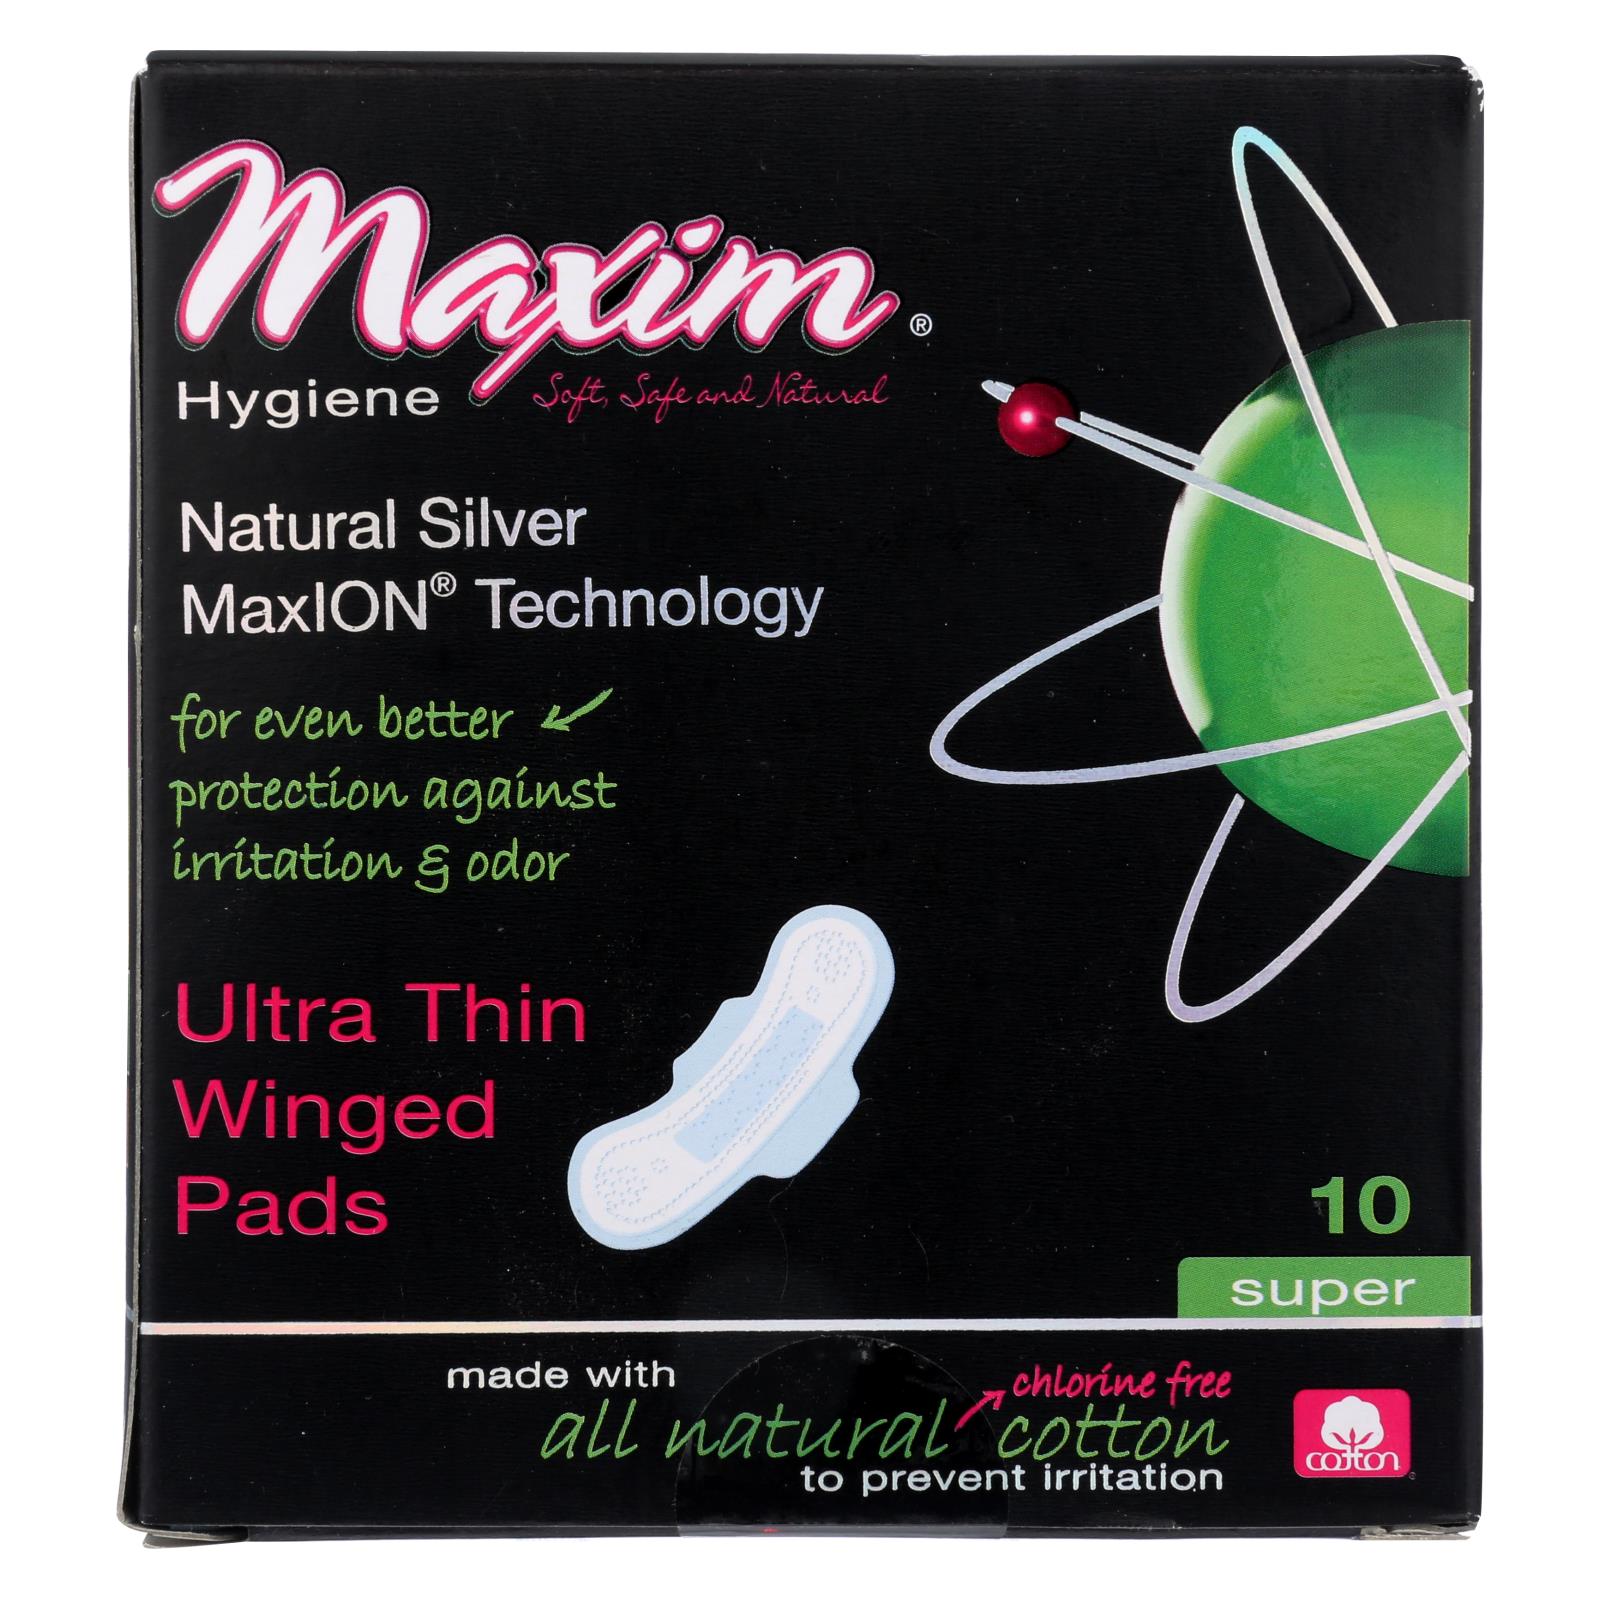 Maxim®
Hygiene
Soft, Safe and Natural
Natural Silver
MaxION® Technology
for even better
protection against
irritation & odor
Ultra Thin
Winged
Pads
10
super
made with
chlorine free
all natural cotton
to prevent irritation
cotton